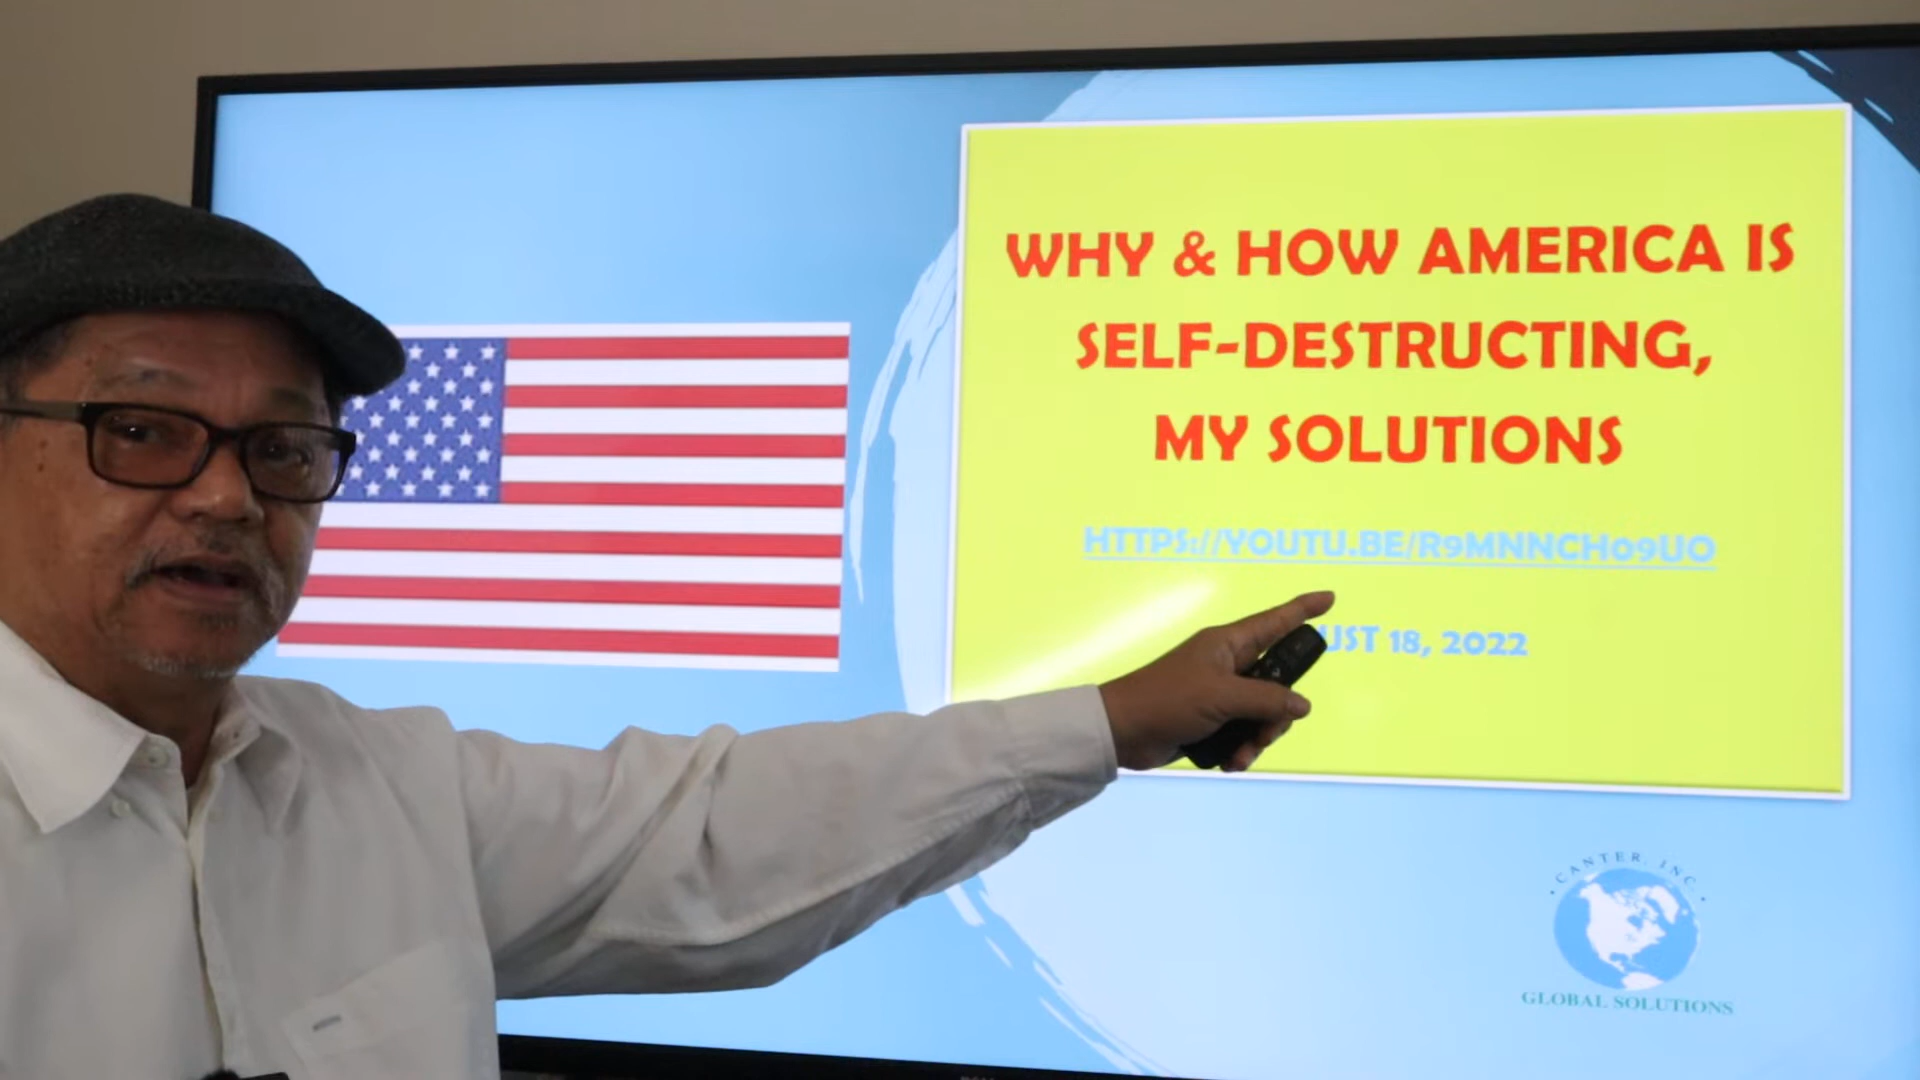 WHY & HOW AMERICA IS
SELF-DESTRUCTING,
MY SOLUTIONS
HTTPS://YOUTU.BE/R9MNNCH09UO
UST 18, 2022
CANTER, INC.
GLOBAL SOLUTIONS